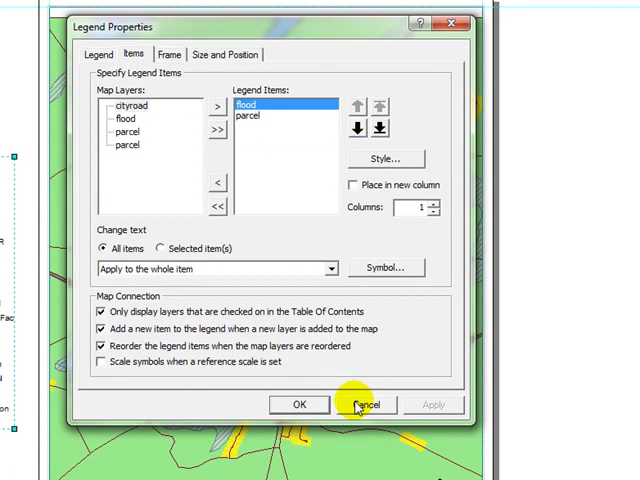 Legend Properties
?
Legend Items Frame Size and Position
Specify Legend Items
Map Layers:
cityroad
flood
parcel
parcel
>
>>
<
<<
Legend Items:
flood
parcel
Style...
Place in new column
Columns: 1
Change text
All items Selected item(s)
Apply to the whole item
Symbol...
Map Connection
Only display layers that are checked on in the Table Of Contents
Add a new item to the legend when a new layer is added to the map
Reorder the legend items when the map layers are reordered
Scale symbols when a reference scale is set
OK Cancel Apply
R
Fac
al
on